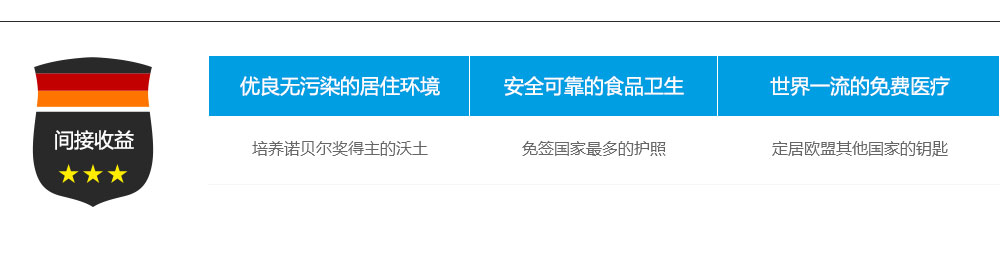 间接收益
优良无污染的居住环境 安全可靠的食品卫生 世界一流的免费医疗
培养诺贝尔奖得主的沃土 免签国家最多的护照 定居欧盟其他国家的钥匙